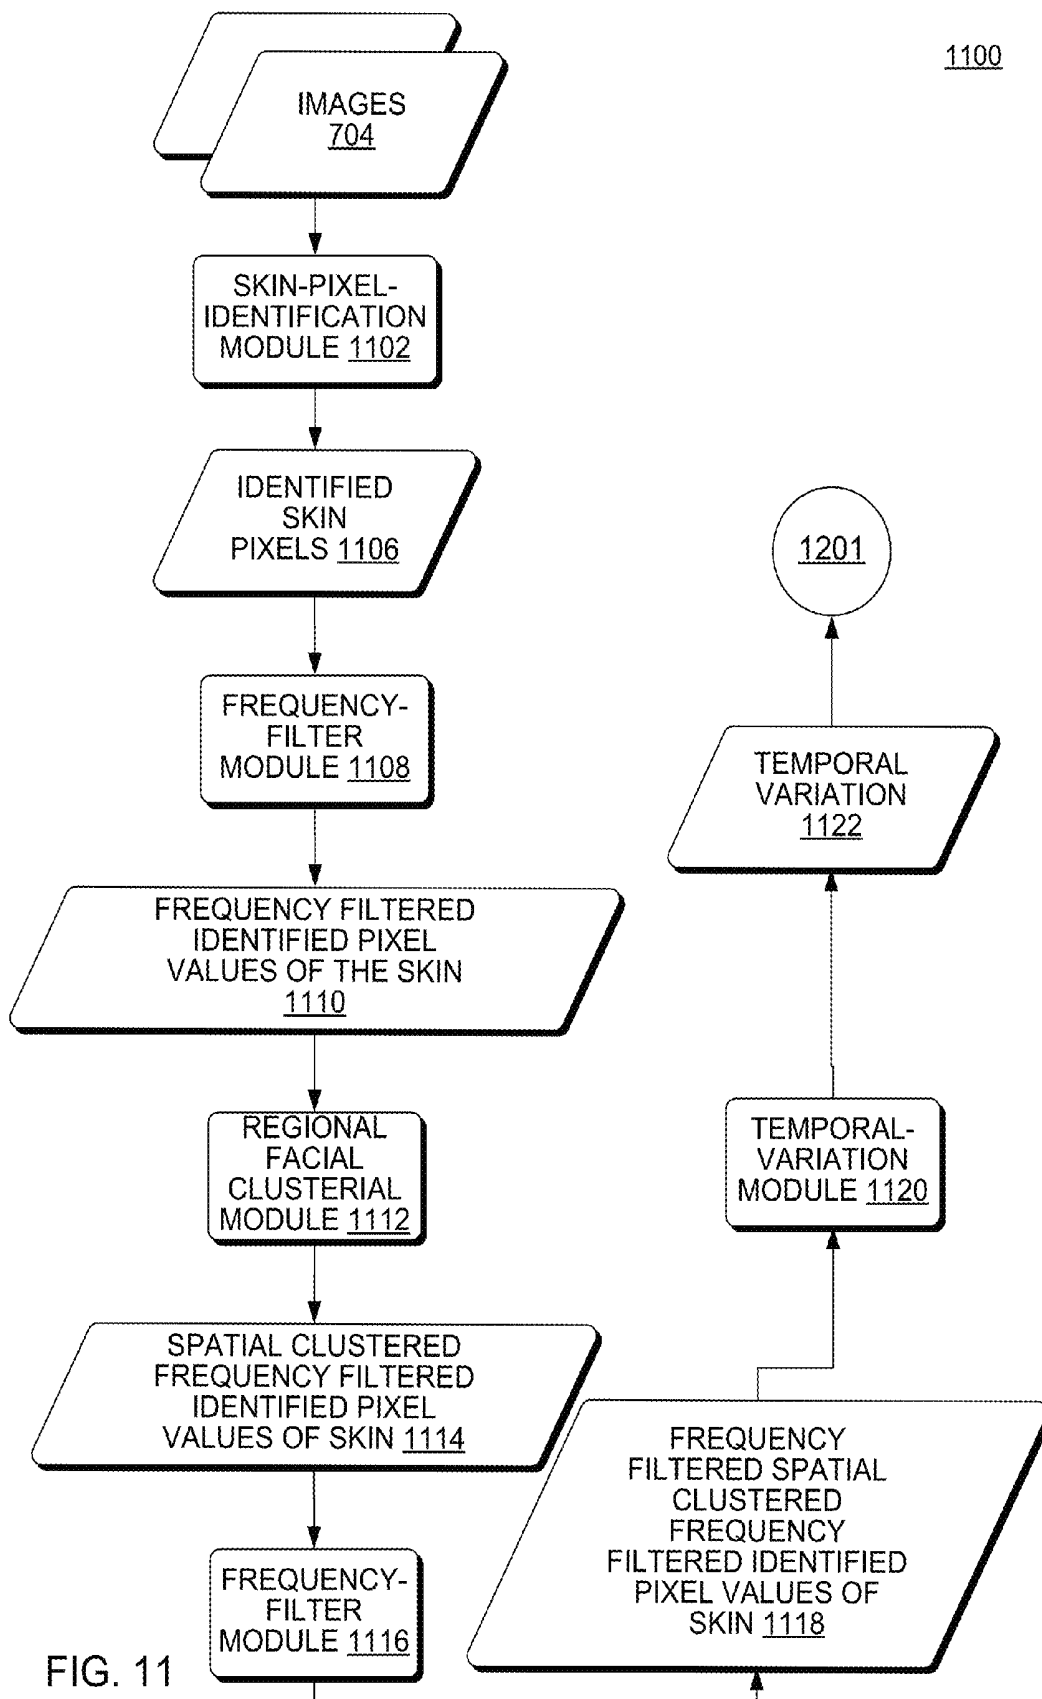 1100
IMAGES
704
SKIN-PIXEL-
IDENTIFICATION
MODULE 1102
IDENTIFIED
SKIN
PIXELS 1106
FREQUENCY-
FILTER
MODULE 1108
FREQUENCY FILTERED
IDENTIFIED PIXEL
VALUES OF THE SKIN
1110
REGIONAL
FACIAL
CLUSTERIAL
MODULE 1112
SPATIAL CLUSTERED
FREQUENCY FILTERED
IDENTIFIED PIXEL
VALUES OF SKIN 1114
FREQUENCY-
FILTER
MODULE 1116
FREQUENCY
FILTERED SPATIAL
CLUSTERED
FREQUENCY
FILTERED IDENTIFIED
PIXEL VALUES OF
SKIN 1118
TEMPORAL-
VARIATION
MODULE 1120
TEMPORAL
VARIATION
1122
1201
FIG. 11